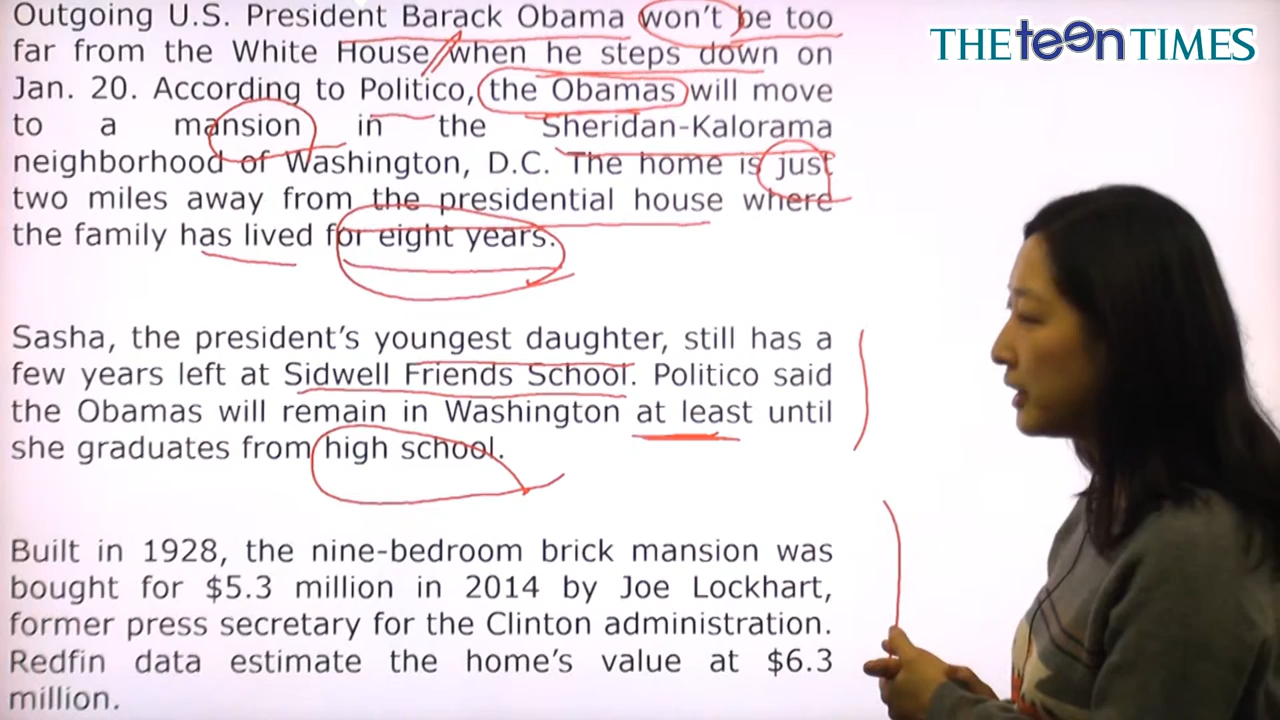 Outgoing U.S. President Barack Obama won't be too
far from the White House when he steps down on
Jan. 20. According to Politico, the Obamas will move
to a mansion in the Sheridan-Kalorama
neighborhood of Washington, D.C. The home is just
two miles away from the presidential house where
the family has lived for eight years.
Sasha, the president's youngest daughter, still has a
few years left at Sidwell Friends School. Politico said
the Obamas will remain in Washington at least until
she graduates from high school.
Built in 1928, the nine-bedroom brick mansion was
bought for $5.3 million in 2014 by Joe Lockhart,
former press secretary for the Clinton administration.
Redfin data estimate the home's value at $6.3
million.
THE teen TIMES